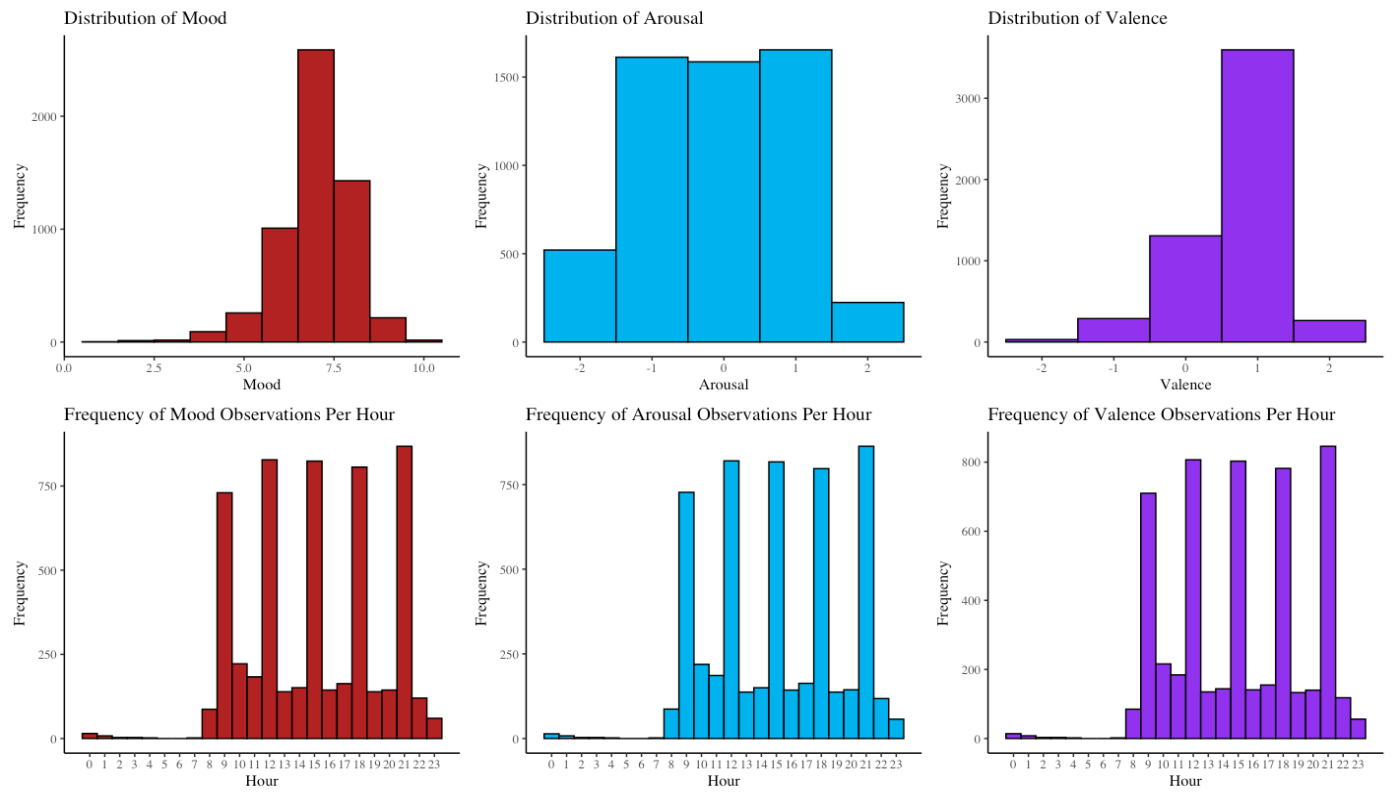 Distribution of Mood
Frequency
2000
1000
0
0.0 2.5 5.0 7.5 10.0
Mood
Distribution of Arousal
Frequency
1500
1000
500
0
-2 -1 0 1 2
Arousal
Distribution of Valence
Frequency
3000
2000
1000
0
-2 -1 0 1 2
Valence
Frequency of Mood Observations Per Hour
Frequency
750
500
250
0
0 1 2 3 4 5 6 7 8 9 10 11 12 13 14 15 16 17 18 19 20 21 22 23
Hour
Frequency of Arousal Observations Per Hour
Frequency
750
500
250
0
0 1 2 3 4 5 6 7 8 9 10 11 12 13 14 15 16 17 18 19 20 21 22 23
Hour
Frequency of Valence Observations Per Hour
Frequency
800
600
400
200
0
0 1 2 3 4 5 6 7 8 9 10 11 12 13 14 15 16 17 18 19 20 21 22 23
Hour